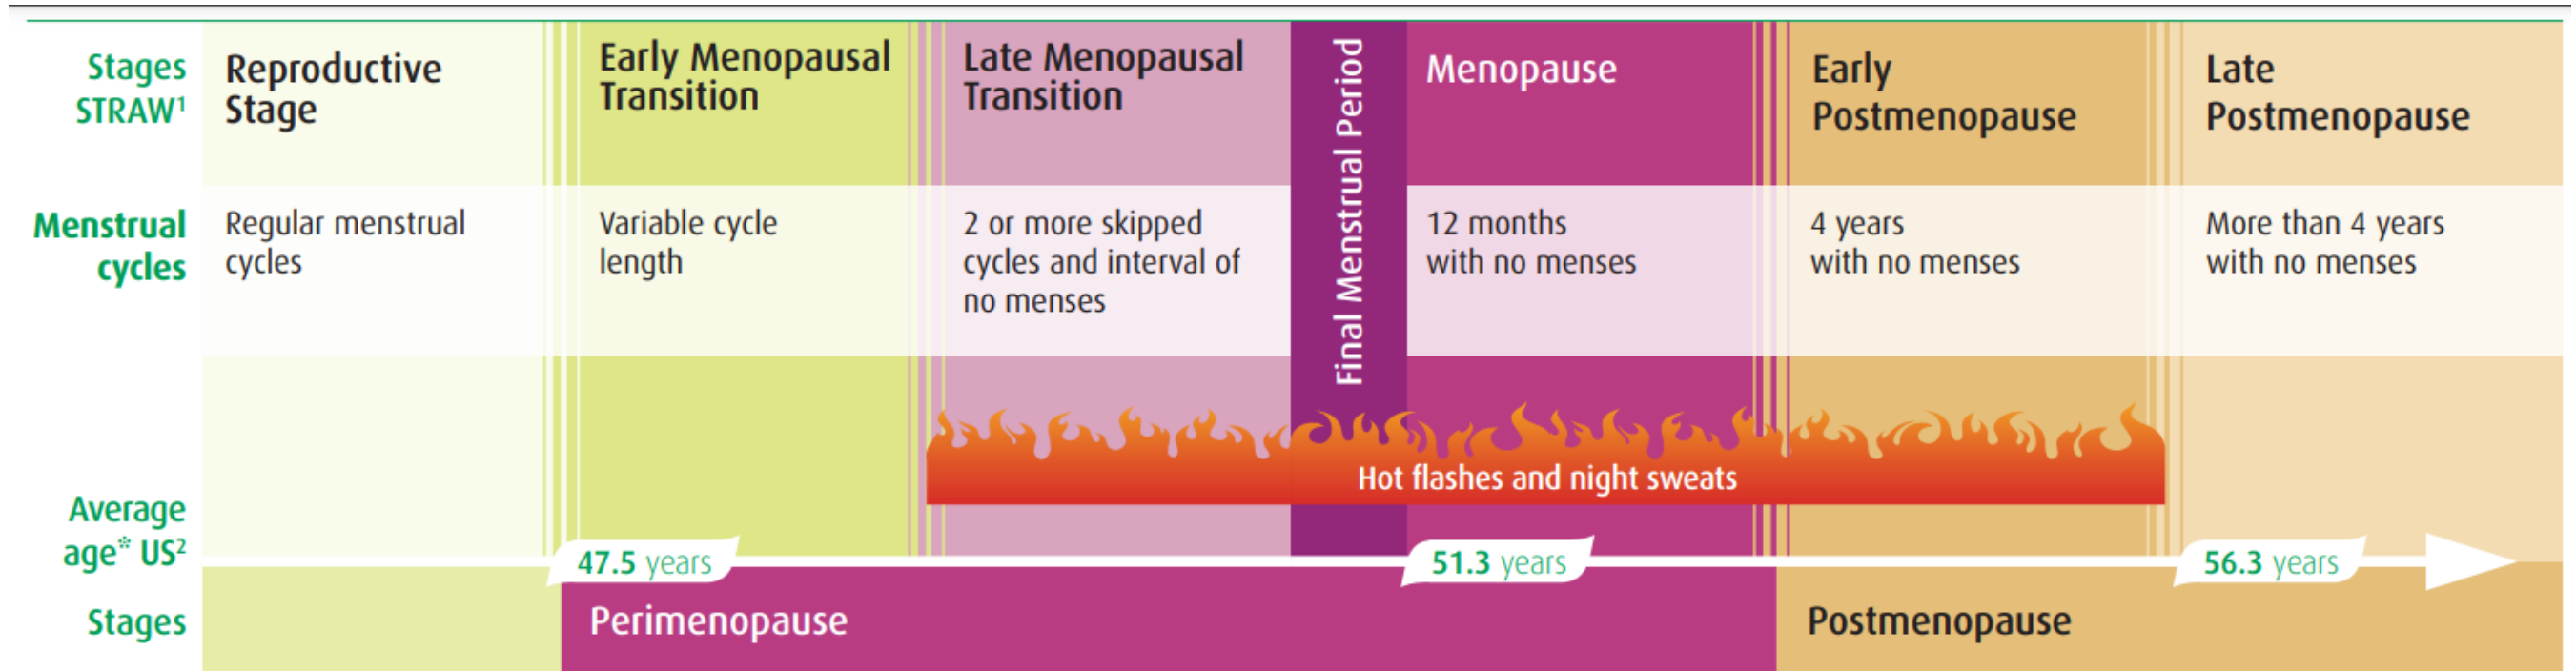 Stages
STRAW¹
Reproductive
Stage
Early Menopausal
Transition
Late Menopausal
Transition
Final Menstrual Period
Menopause
Early
Postmenopause
Late
Postmenopause
Menstrual
cycles
Regular menstrual
cycles
Variable cycle
length
2 or more skipped
cycles and interval of
no menses
12 months
with no menses
4 years
with no menses
More than 4 years
with no menses
Hot flashes and night sweats
Average
age* US²
47.5 years
51.3 years
56.3 years
Stages
Perimenopause
Postmenopause